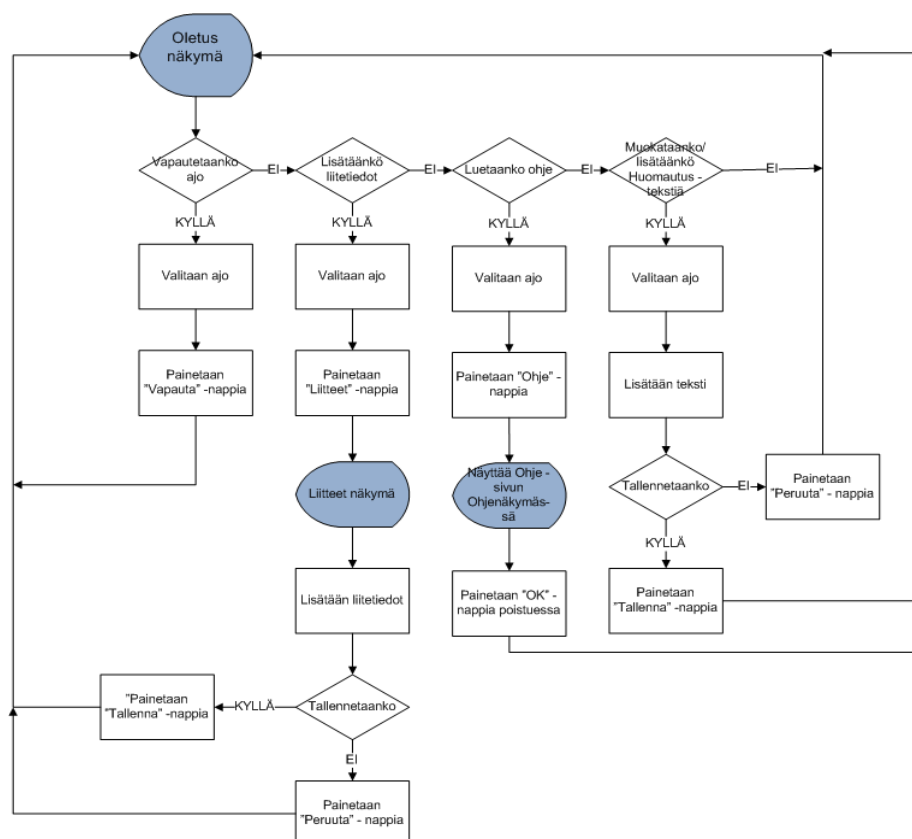 Oletus
näkymä
Vapautetaanko
ajo
EI
Lisätäänkö
liitetiedot
EI
Luetaanko ohje
EI
Muokataanko/
lisätäänkö
Huomautus -
tekstiä
EI
KYLLÄ
KYLLÄ
KYLLÄ
KYLLÄ
Valitaan ajo
Valitaan ajo
Valitaan ajo
Valitaan ajo
Painetaan
"Vapauta" -nappia
Painetaan
"Liitteet" -nappia
Painetaan "Ohje" -
nappia
Lisätään teksti
Liitteet näkymä
Näyttää Ohje -
sivun
Ohjenäkymäs-
sä
Tallennetaanko
EI
Painetaan
"Peruuta" - nappia
KYLLÄ
Lisätään liitetiedot
Painetaan "OK" -
nappia poistuessa
Painetaan
"Tallenna" -nappia
"Painetaan
"Tallenna" -nappia
KYLLÄ
Tallennetaanko
EI
Painetaan
"Peruuta" - nappia